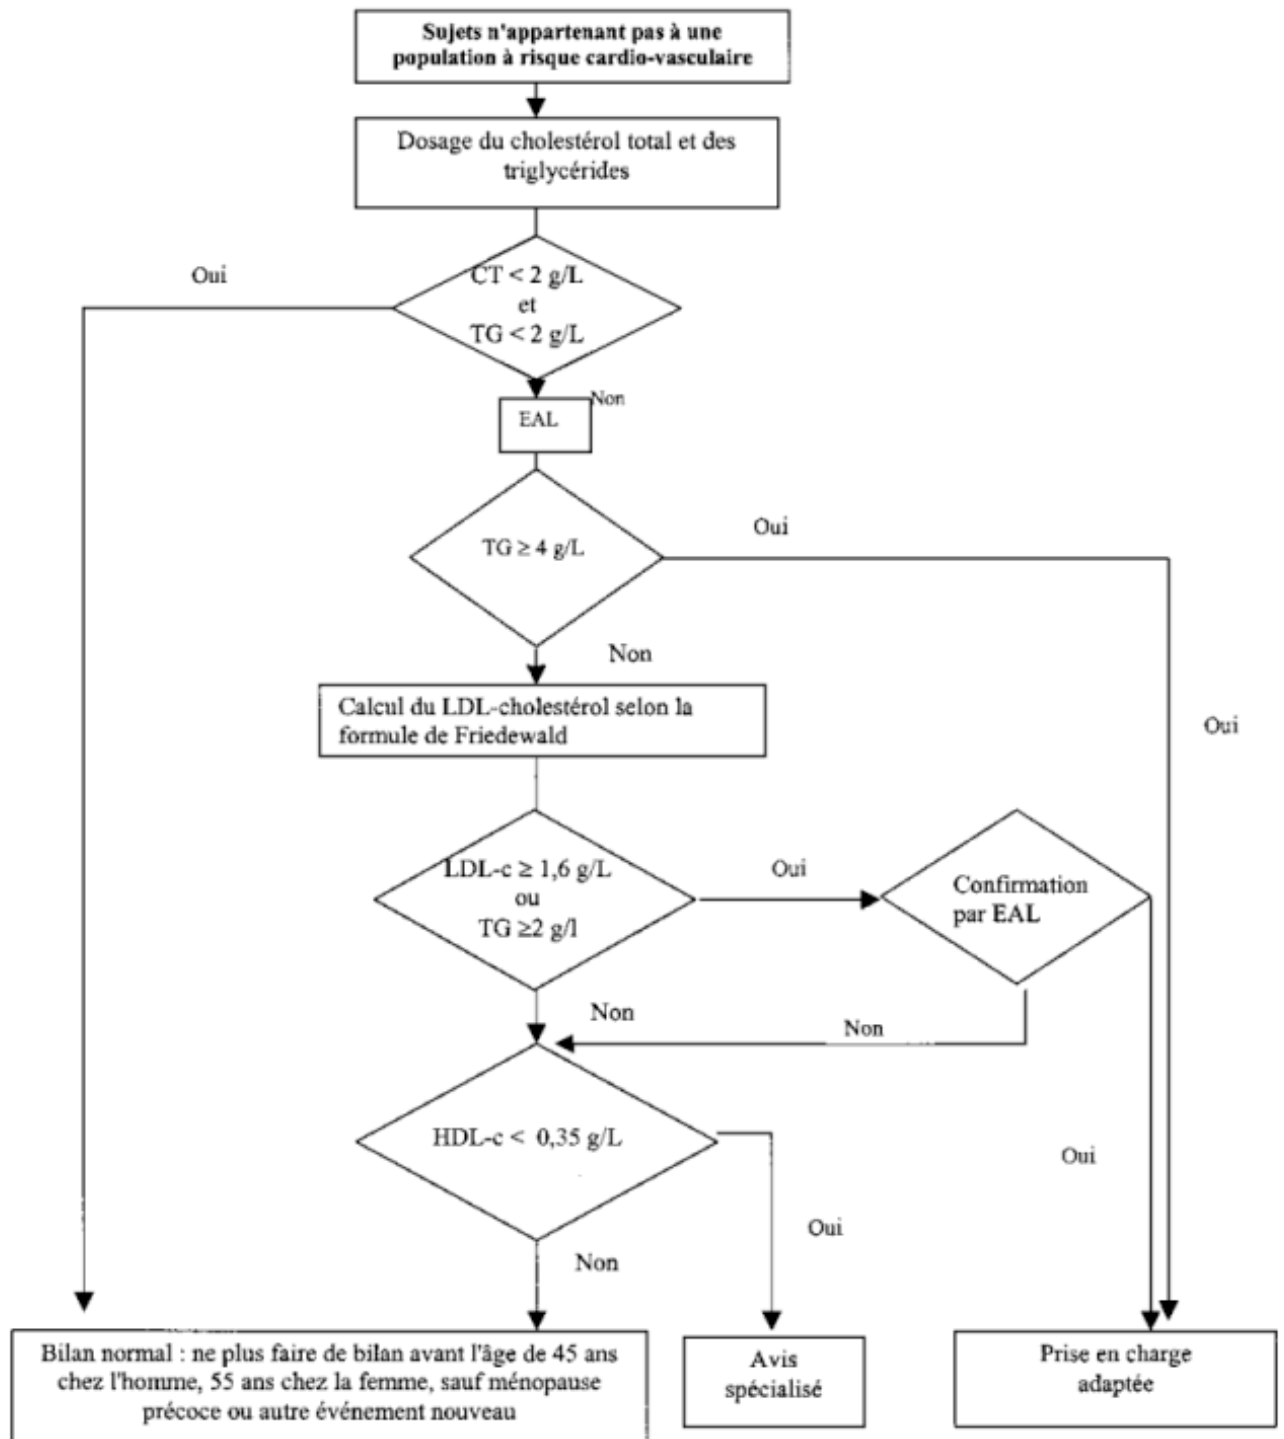 Sujets n'appartenant pas à une
population à risque cardio-vasculaire
Dosage du cholestérol total et des
triglycérides
Oui
CT < 2 g/L
et
TG < 2 g/L
Non
EAL
Oui
TG ≥ 4 g/L
Non
Calcul du LDL-cholestérol selon la
formule de Friedewald
Oui
LDL-c ≥ 1,6 g/L
ou
TG ≥2 g/l
Oui
Confirmation
par EAL
Non
Non
HDL-c < 0,35 g/L
Oui
Oui
Non
Bilan normal : ne plus faire de bilan avant l'âge de 45 ans
chez l'homme, 55 ans chez la femme, sauf ménopause
précoce ou autre événement nouveau
Avis
spécialisé
Prise en charge
adaptée